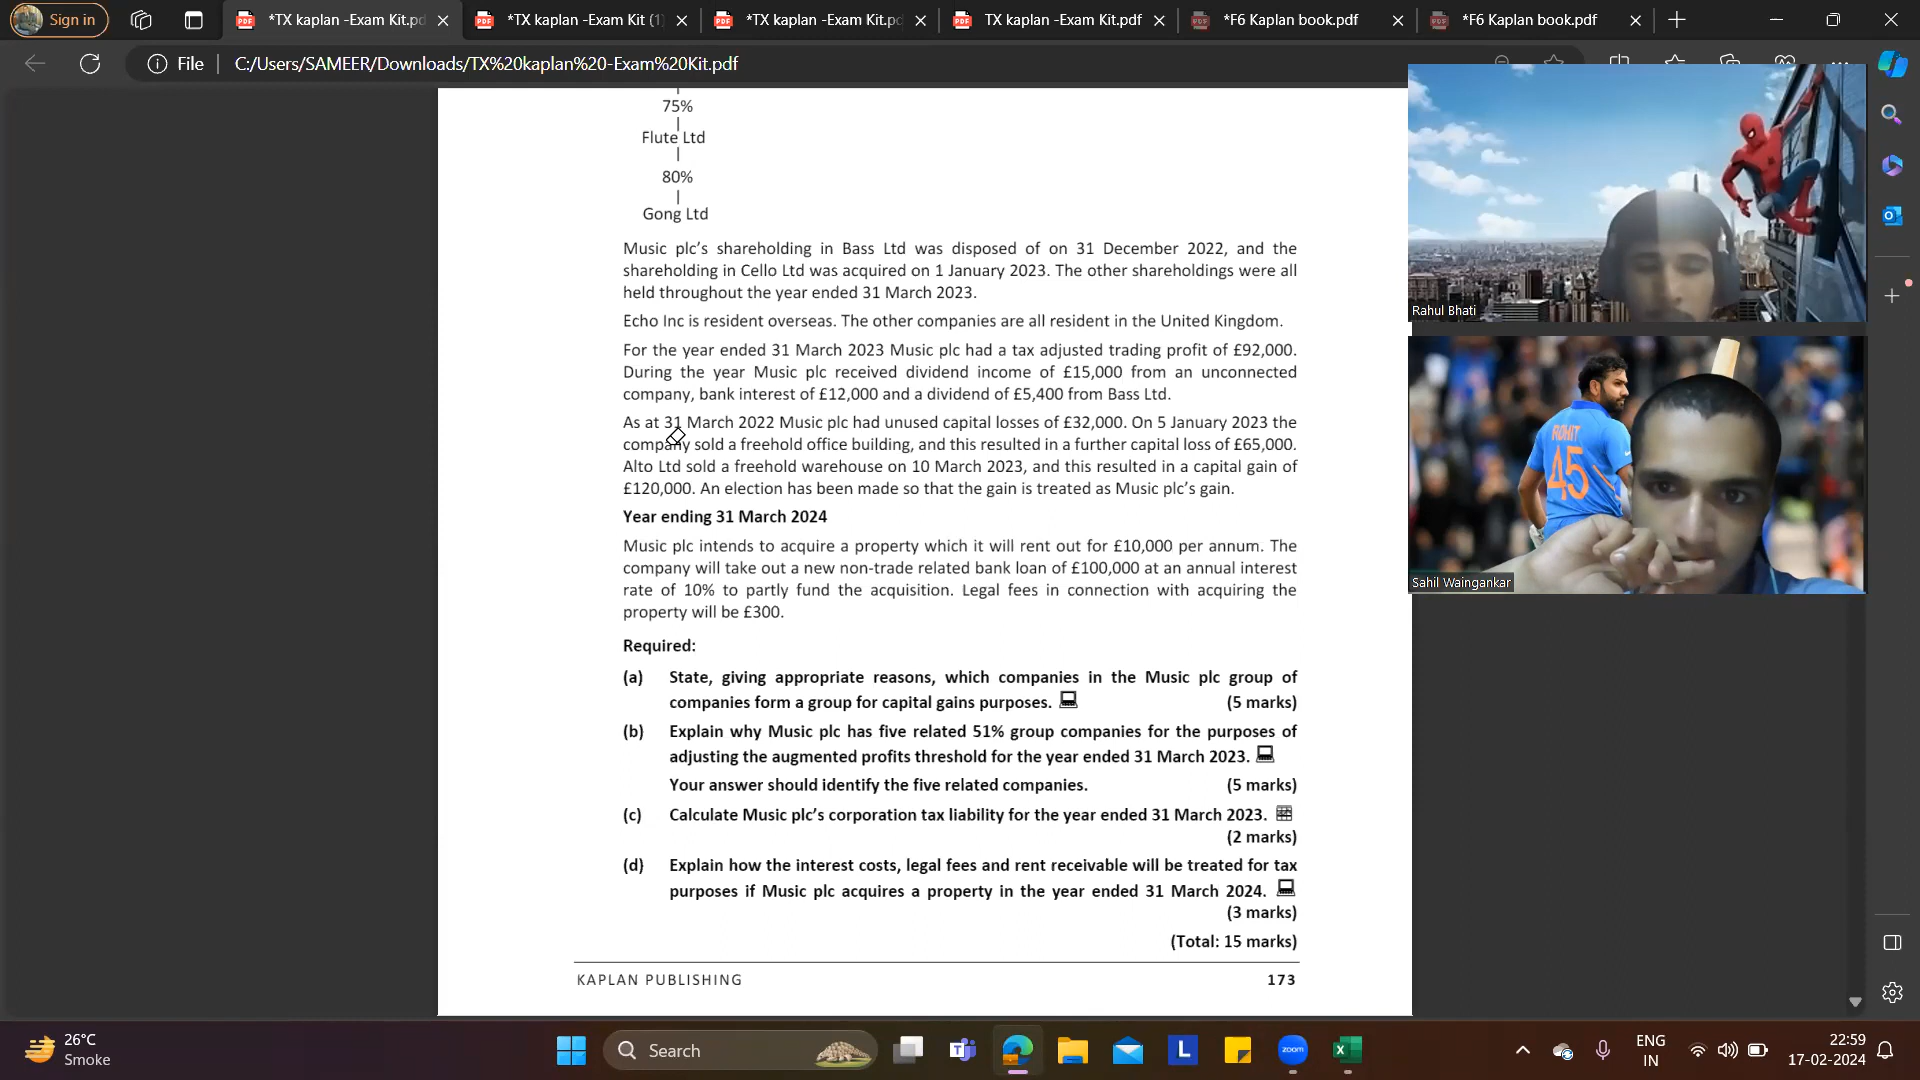 Sign in
*TX kaplan -Exam Kit.pd
*TX kaplan -Exam Kit (1)
*TX kaplan -Exam Kit.pd
TX kaplan -Exam Kit.pdf
*F6 Kaplan book.pdf
*F6 Kaplan book.pdf
File
C:/Users/SAMEER/Downloads/TX%20kaplan%20-Exam%20Kit.pdf
75%
Flute Ltd
80%
Gong Ltd
Music plc's shareholding in Bass Ltd was disposed of on 31 December 2022, and the
shareholding in Cello Ltd was acquired on 1 January 2023. The other shareholdings were all
held throughout the year ended 31 March 2023.
Echo Inc is resident overseas. The other companies are all resident in the United Kingdom.
For the year ended 31 March 2023 Music plc had a tax adjusted trading profit of £92,000.
During the year Music plc received dividend income of £15,000 from an unconnected
company, bank interest of £12,000 and a dividend of £5,400 from Bass Ltd.
As at 31 March 2022 Music plc had unused capital losses of £32,000. On 5 January 2023 the
company sold a freehold office building, and this resulted in a further capital loss of £65,000.
Alto Ltd sold a freehold warehouse on 10 March 2023, and this resulted in a capital gain of
£120,000. An election has been made so that the gain is treated as Music plc's gain.
Year ending 31 March 2024
Music plc intends to acquire a property which it will rent out for £10,000 per annum. The
company will take out a new non-trade related bank loan of £100,000 at an annual interest
rate of 10% to partly fund the acquisition. Legal fees in connection with acquiring the
property will be £300.
Required:
(a) State, giving appropriate reasons, which companies in the Music plc group of
companies form a group for capital gains purposes. (5 marks)
(b) Explain why Music plc has five related 51% group companies for the purposes of
adjusting the augmented profits threshold for the year ended 31 March 2023.
Your answer should identify the five related companies. (5 marks)
(c) Calculate Music plc's corporation tax liability for the year ended 31 March 2023.
(2 marks)
(d) Explain how the interest costs, legal fees and rent receivable will be treated for tax
purposes if Music plc acquires a property in the year ended 31 March 2024.
(3 marks)
(Total: 15 marks)
KAPLAN PUBLISHING 173
Rahul Bhati
ROHIT
45
Sahil Waingankar
26°C
Smoke
Search
L
zoom
ENG
IN
22:59
17-02-2024